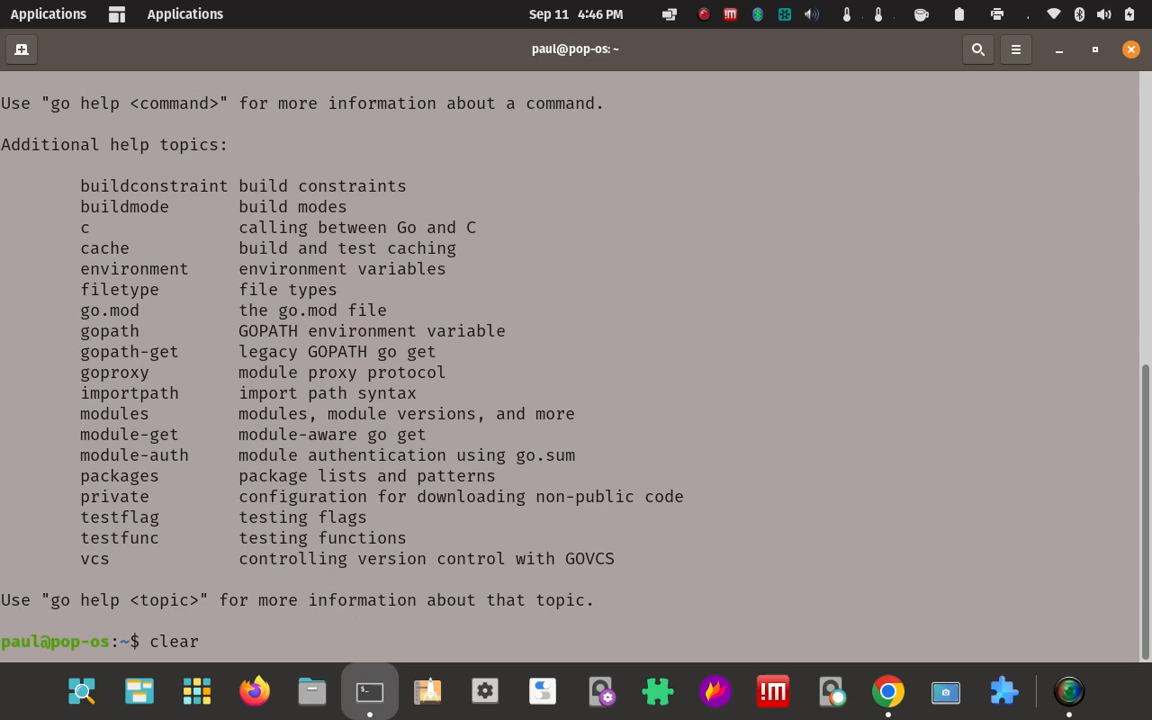 Applications Applications Sep 11 4:46 PM
paul@pop-os: ~
Use "go help <command>" for more information about a command.
Additional help topics:
buildconstraint build constraints
buildmode build modes
c calling between Go and C
cache build and test caching
environment environment variables
filetype file types
go.mod the go.mod file
gopath GOPATH environment variable
gopath-get legacy GOPATH go get
goproxy module proxy protocol
importpath import path syntax
modules modules, module versions, and more
module-get module-aware go get
module-auth module authentication using go.sum
packages package lists and patterns
private configuration for downloading non-public code
testflag testing flags
testfunc testing functions
vcs controlling version control with GOVCS
Use "go help <topic>" for more information about that topic.
paul@pop-os:~$ clear